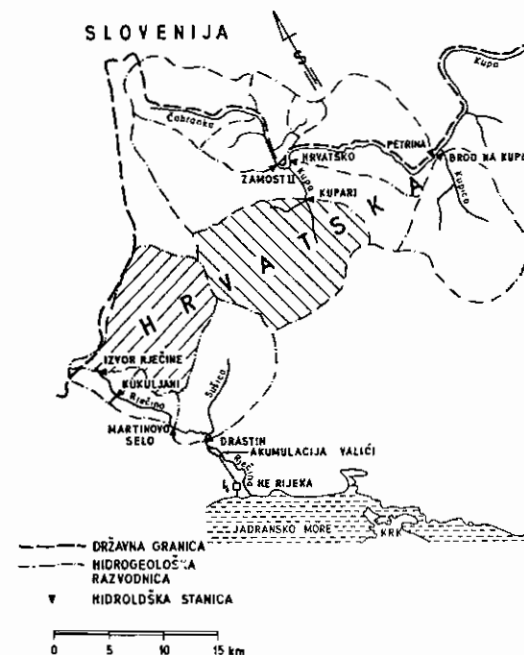 SLOVENIJA
S
Kupa
Čabranka
HRVATSKO
PETRINA
BROD NA KUPI
ZAMOST II
Kupa
KUPARI
Kupica
HRVATSKA
IZVOR RJEČINE
KUKULJANI
Rječina
Sušica
MARTINOVO
SELO
DRASTIN
AKUMULACIJA VALIĆI
Rječina
HE RIJEKA
JADRANSKO MORE
KRK
DRŽAVNA GRANICA
HIDROGEOLOŠKA
RAZVODNICA
HIDROLOŠKA STANICA
0 5 10 15 km